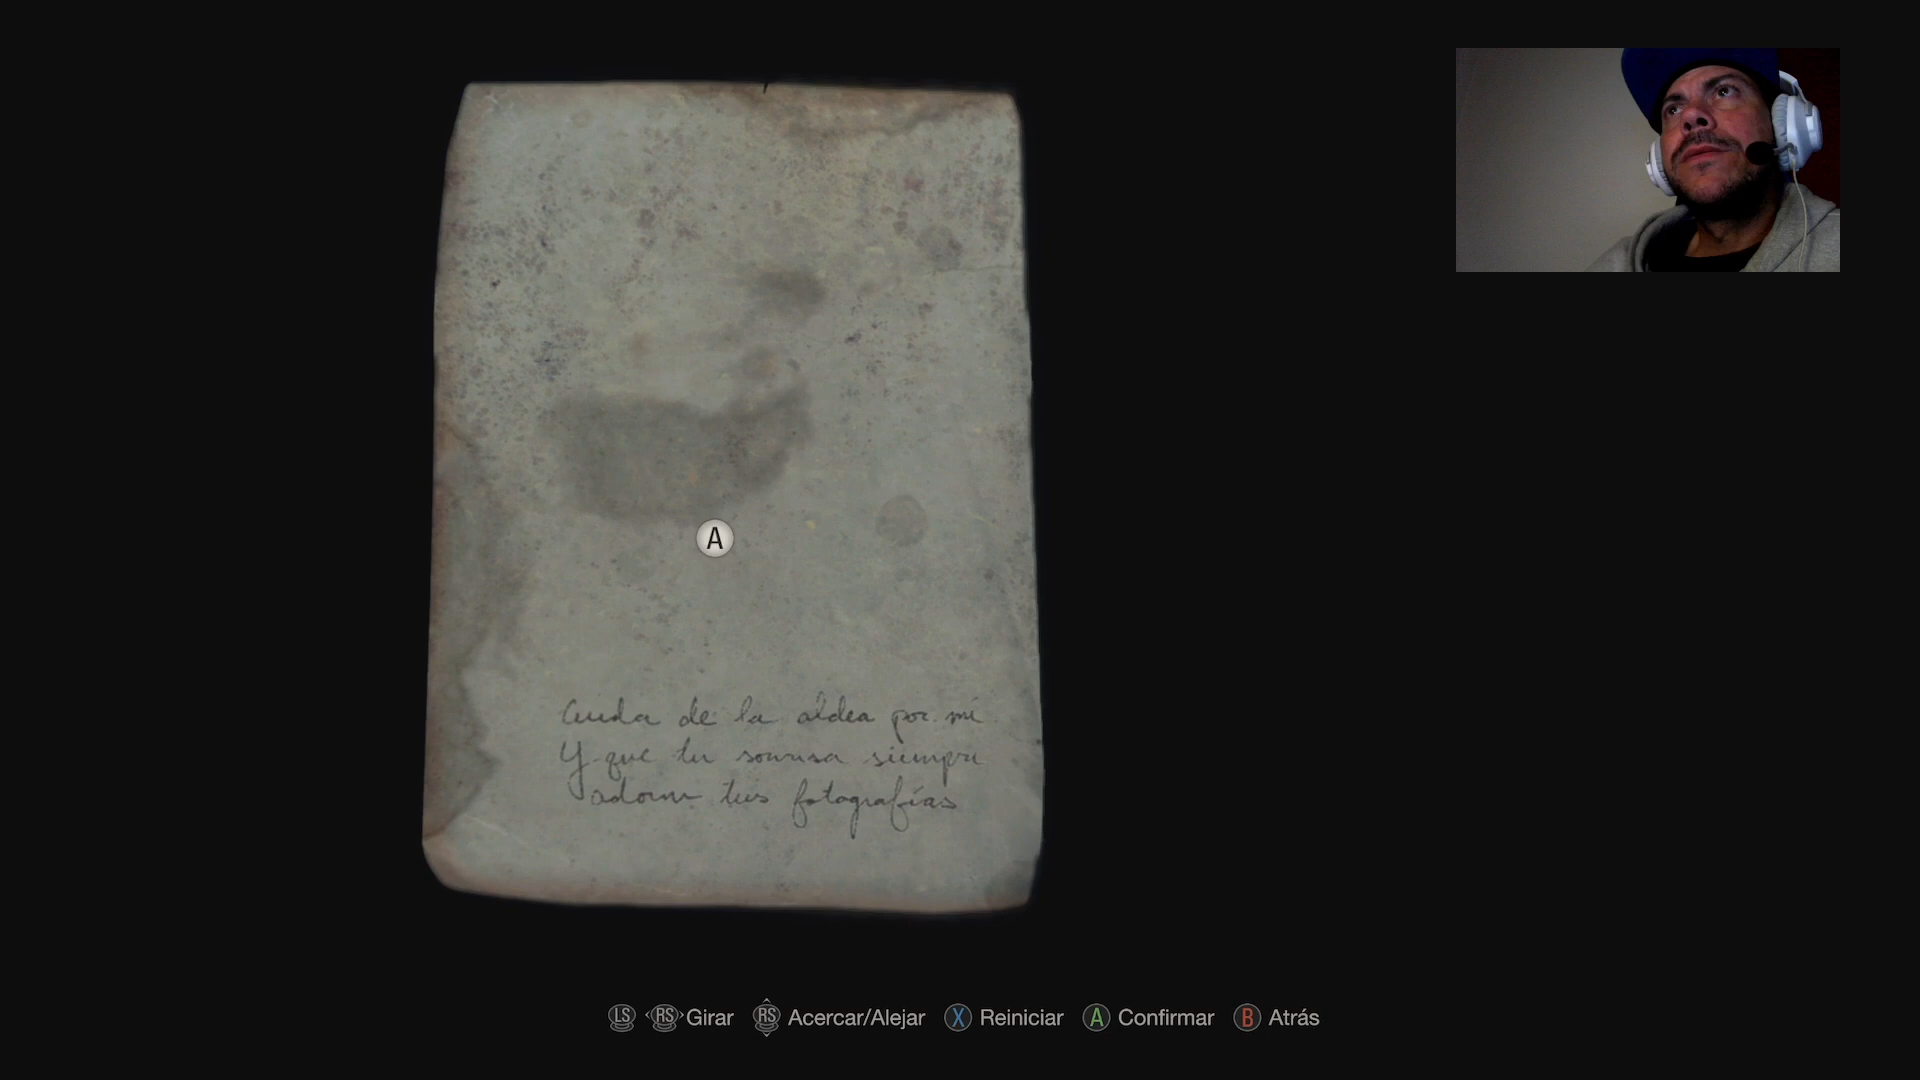 A
Cuida de la aldea por mí.
Y que tu sonrisa siempre
adorne tus fotografías
LS RS Girar RS Acercar/Alejar X Reiniciar A Confirmar B Atrás